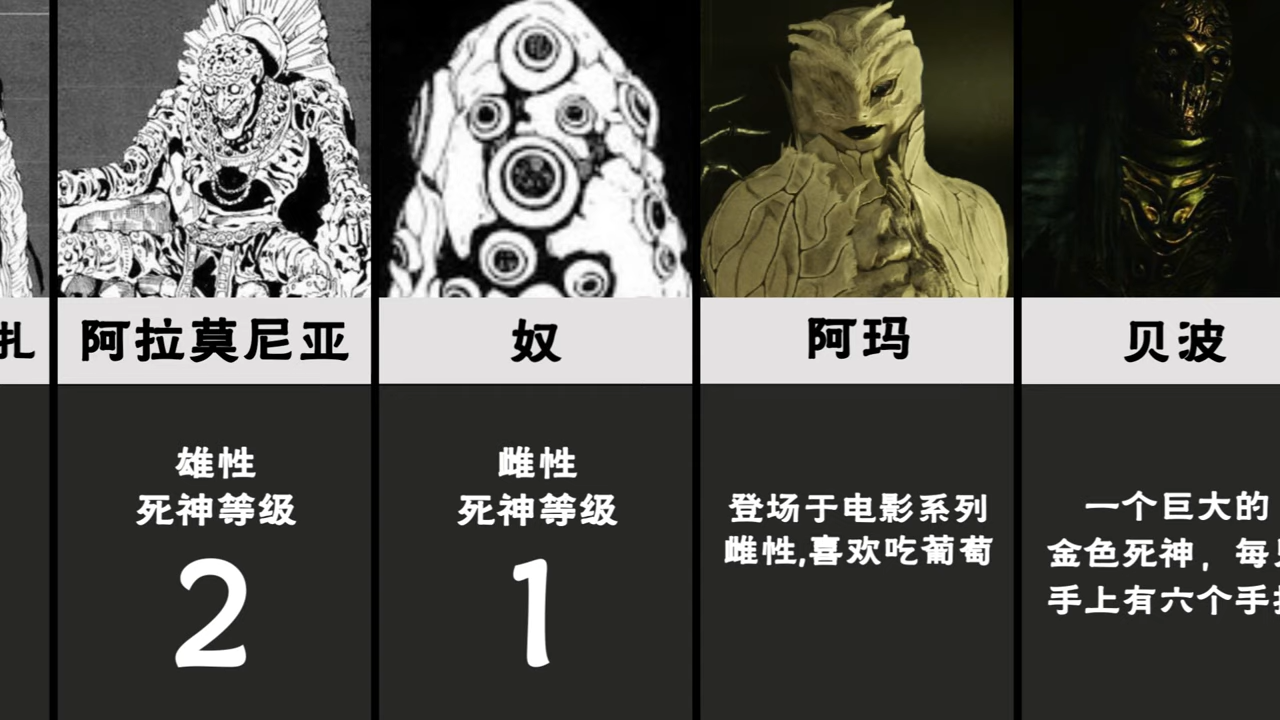 扎
阿拉莫尼亚
雄性
死神等级
2
奴
雌性
死神等级
1
阿玛
登场于电影系列
雌性,喜欢吃葡萄
贝波
一个巨大的
金色死神，每
手上有六个手